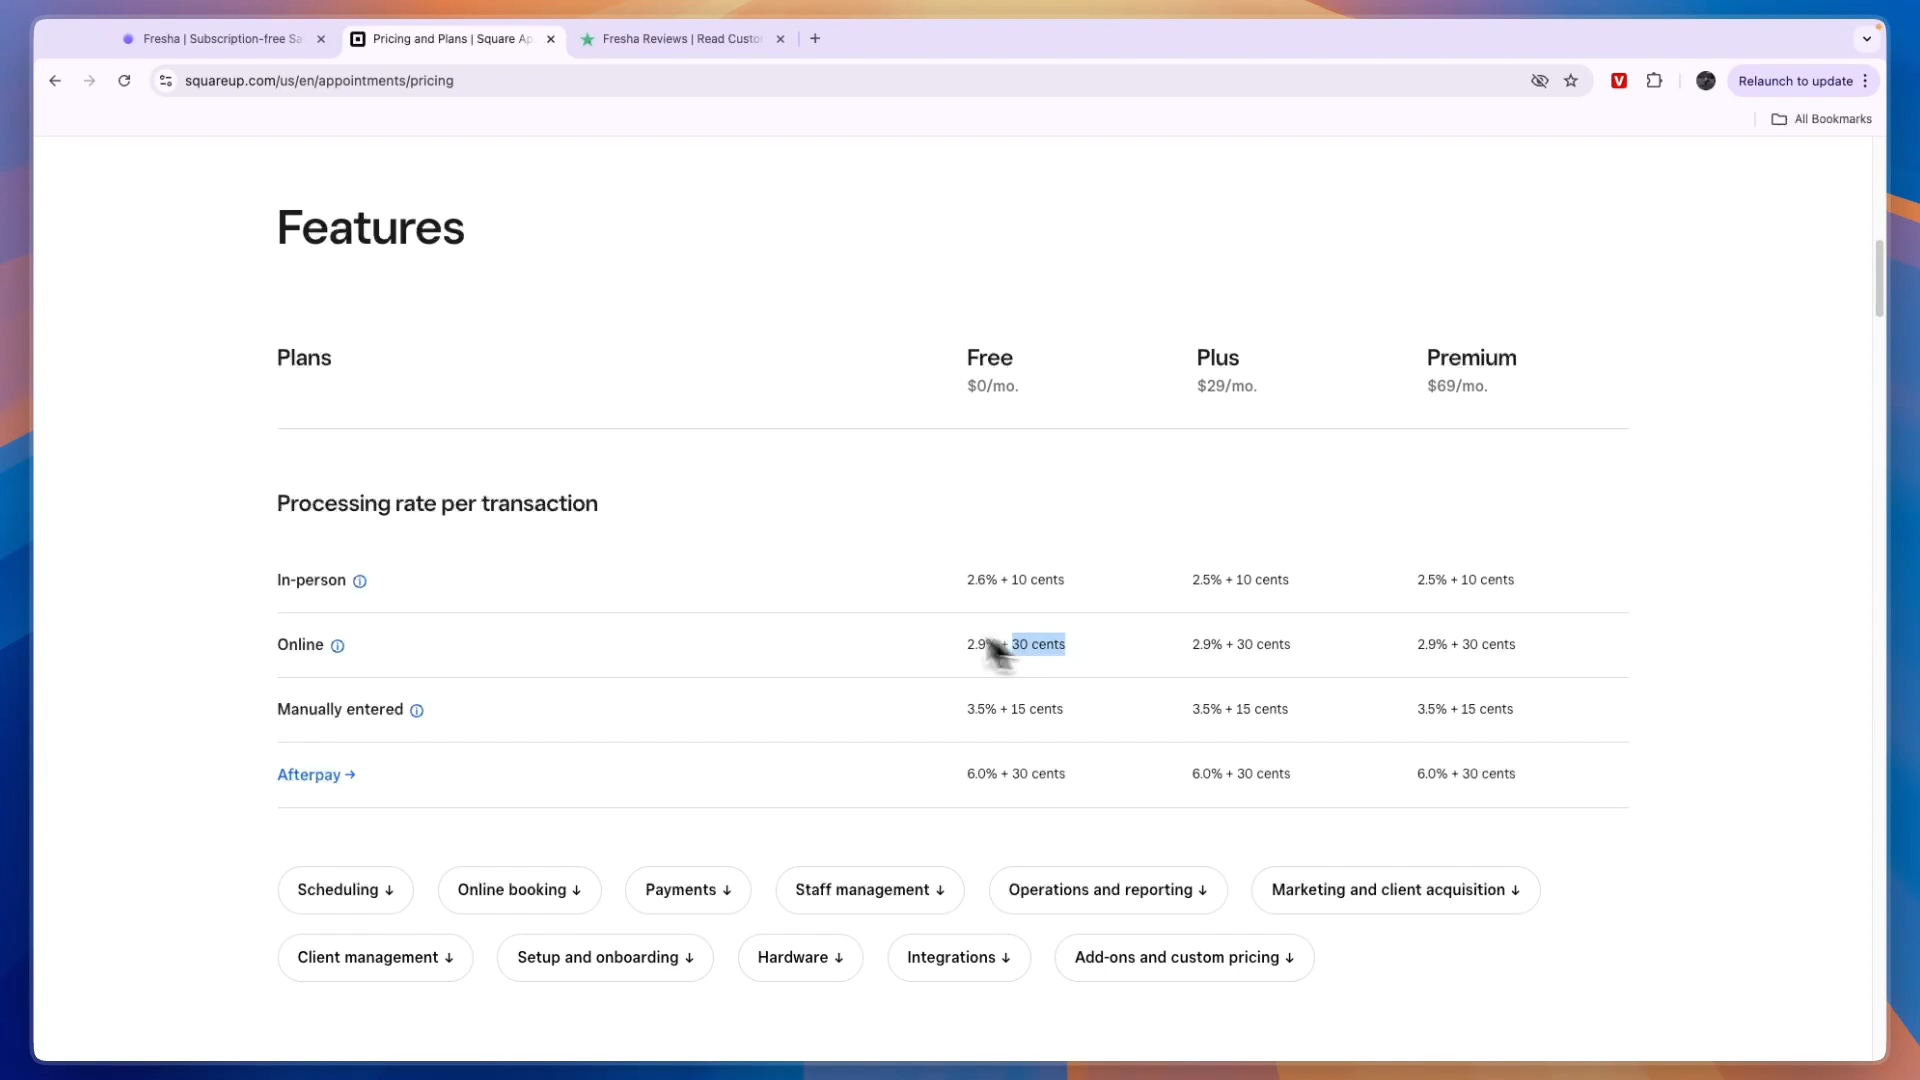 Fresha | Subscription-free Sa
Pricing and Plans | Square Ap
Fresha Reviews | Read Custo
squareup.com/us/en/appointments/pricing
V
Relaunch to update
All Bookmarks
Features
Plans
Free
Plus
Premium
$0/mo.
$29/mo.
$69/mo.
Processing rate per transaction
In-person
2.6% + 10 cents
2.5% + 10 cents
2.5% + 10 cents
Online
2.9% + 30 cents
2.9% + 30 cents
2.9% + 30 cents
Manually entered
3.5% + 15 cents
3.5% + 15 cents
3.5% + 15 cents
Afterpay →
6.0% + 30 cents
6.0% + 30 cents
6.0% + 30 cents
Scheduling ↓
Online booking ↓
Payments ↓
Staff management ↓
Operations and reporting ↓
Marketing and client acquisition ↓
Client management ↓
Setup and onboarding ↓
Hardware ↓
Integrations ↓
Add-ons and custom pricing ↓